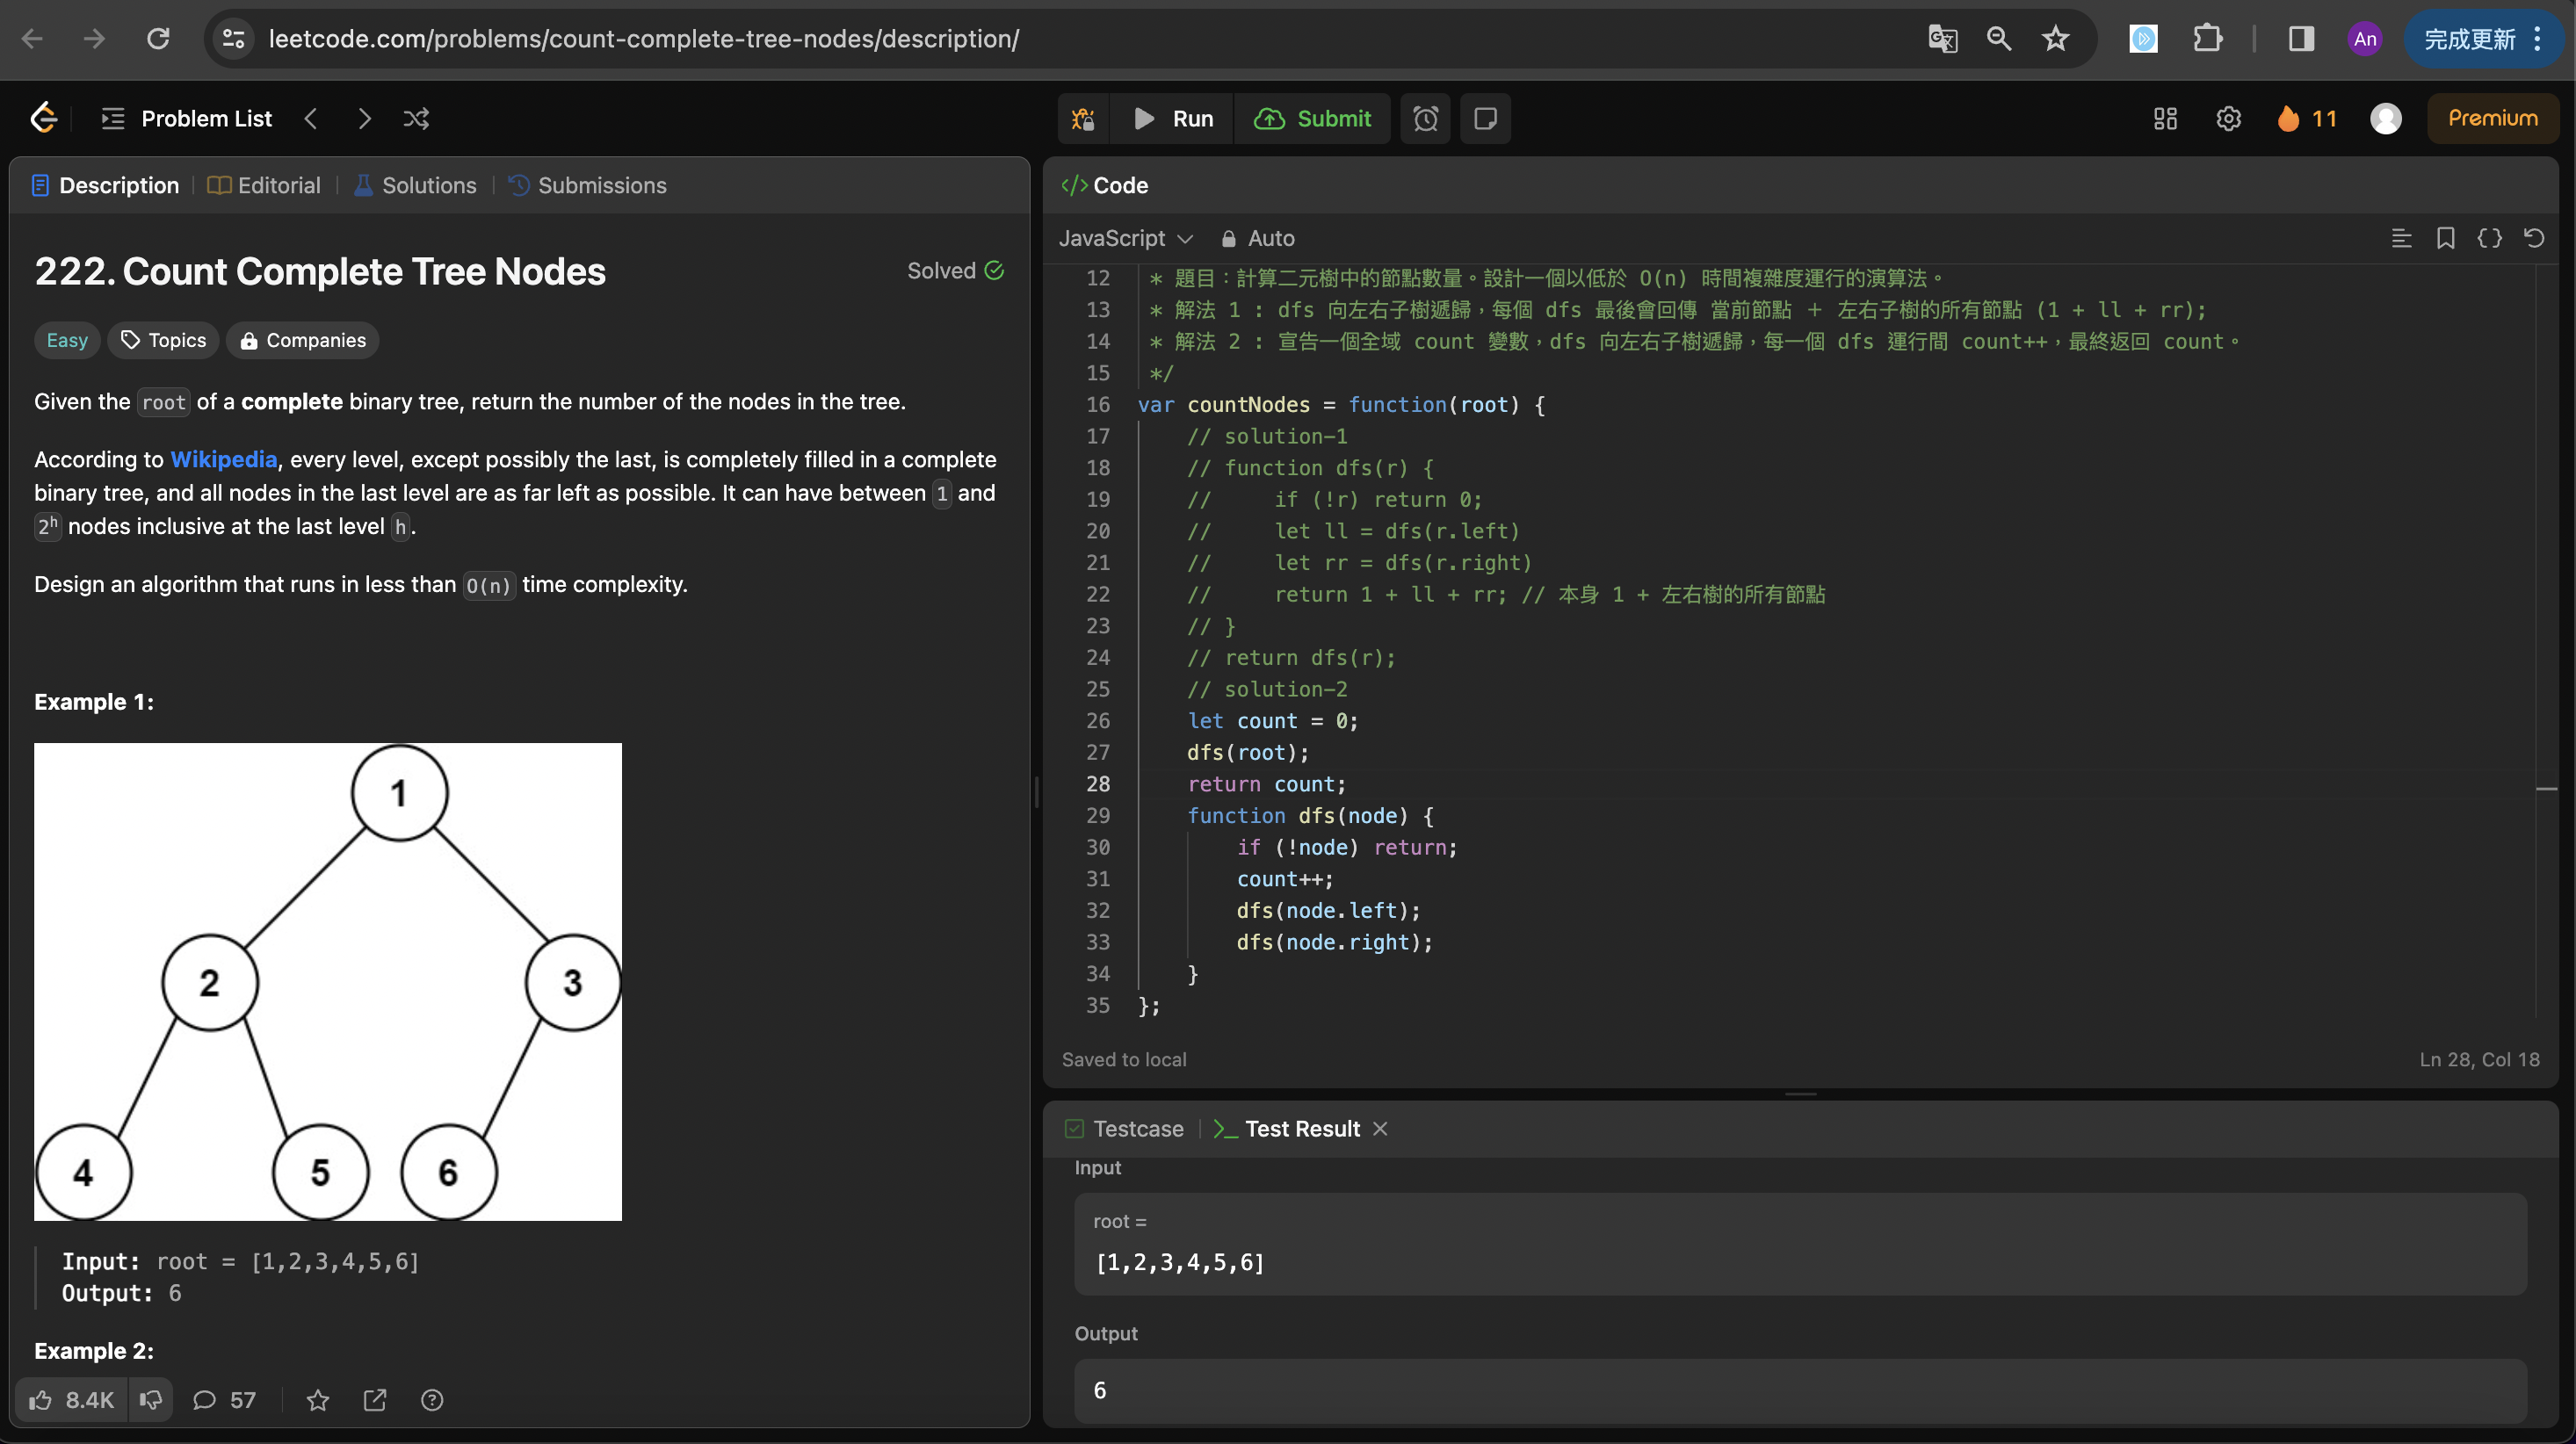 leetcode.com/problems/count-complete-tree-nodes/description/
An
完成更新
Problem List
Run
Submit
11
Premium
Description
Editorial
Solutions
Submissions
222. Count Complete Tree Nodes
Solved
Easy
Topics
Companies
Given the root of a complete binary tree, return the number of the nodes in the tree.
According to Wikipedia, every level, except possibly the last, is completely filled in a complete
binary tree, and all nodes in the last level are as far left as possible. It can have between 1 and
2^h nodes inclusive at the last level h.
Design an algorithm that runs in less than O(n) time complexity.
Example 1:
1
2
3
4
5
6
Input: root = [1,2,3,4,5,6]
Output: 6
Example 2:
8.4K
57
</> Code
JavaScript
Auto
12 * 題目：計算二元樹中的節點數量。設計一個以低於 O(n) 時間複雜度運行的演算法。
13 * 解法 1 : dfs 向左右子樹遞歸，每個 dfs 最後會回傳 當前節點 ＋ 左右子樹的所有節點 (1 + ll + rr);
14 * 解法 2 : 宣告一個全域 count 變數，dfs 向左右子樹遞歸，每一個 dfs 運行間 count++，最終返回 count。
15 */
16 var countNodes = function(root) {
17 // solution-1
18 // function dfs(r) {
19 //     if (!r) return 0;
20 //     let ll = dfs(r.left)
21 //     let rr = dfs(r.right)
22 //     return 1 + ll + rr; // 本身 1 + 左右樹的所有節點
23 // }
24 // return dfs(r);
25 // solution-2
26 let count = 0;
27 dfs(root);
28 return count;
29 function dfs(node) {
30 if (!node) return;
31 count++;
32 dfs(node.left);
33 dfs(node.right);
34 }
35 };
Saved to local
Ln 28, Col 18
Testcase
Test Result
Input
root =
[1,2,3,4,5,6]
Output
6